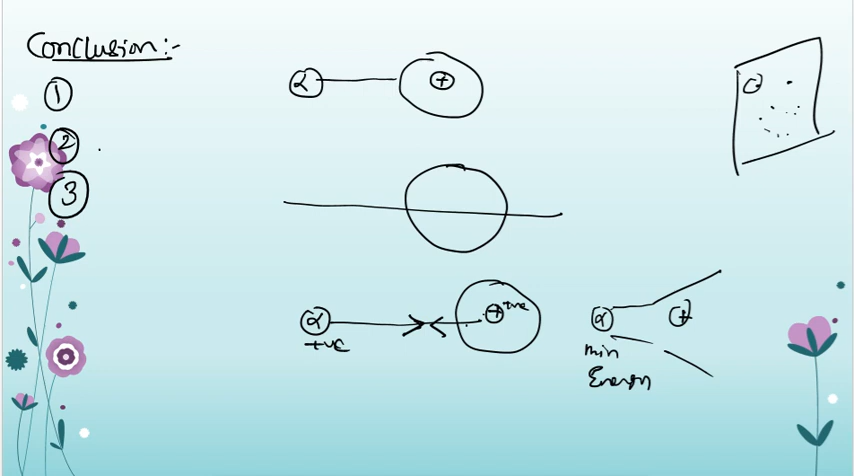 Conclusion :-
①
②
③
α +
α
+ve
+ +ve
α +
min
Energy